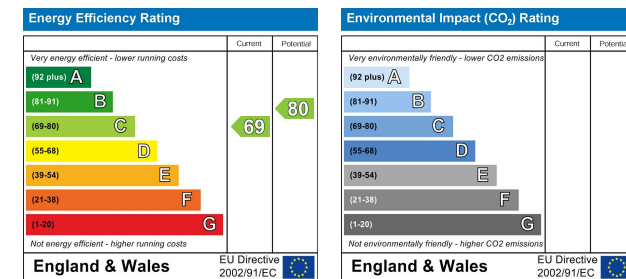 Energy Efficiency Rating
Current Potential
Very energy efficient - lower running costs
(92 plus) A
(81-91) B
80
(69-80) C
69
(55-68) D
(39-54) E
(21-38) F
(1-20) G
Not energy efficient - higher running costs
England & Wales
EU Directive
2002/91/EC
Environmental Impact (CO₂) Rating
Current Potential
Very environmentally friendly - lower CO2 emissions
(92 plus) A
(81-91) B
(69-80) C
(55-68) D
(39-54) E
(21-38) F
(1-20) G
Not environmentally friendly - higher CO2 emissions
England & Wales
EU Directive
2002/91/EC